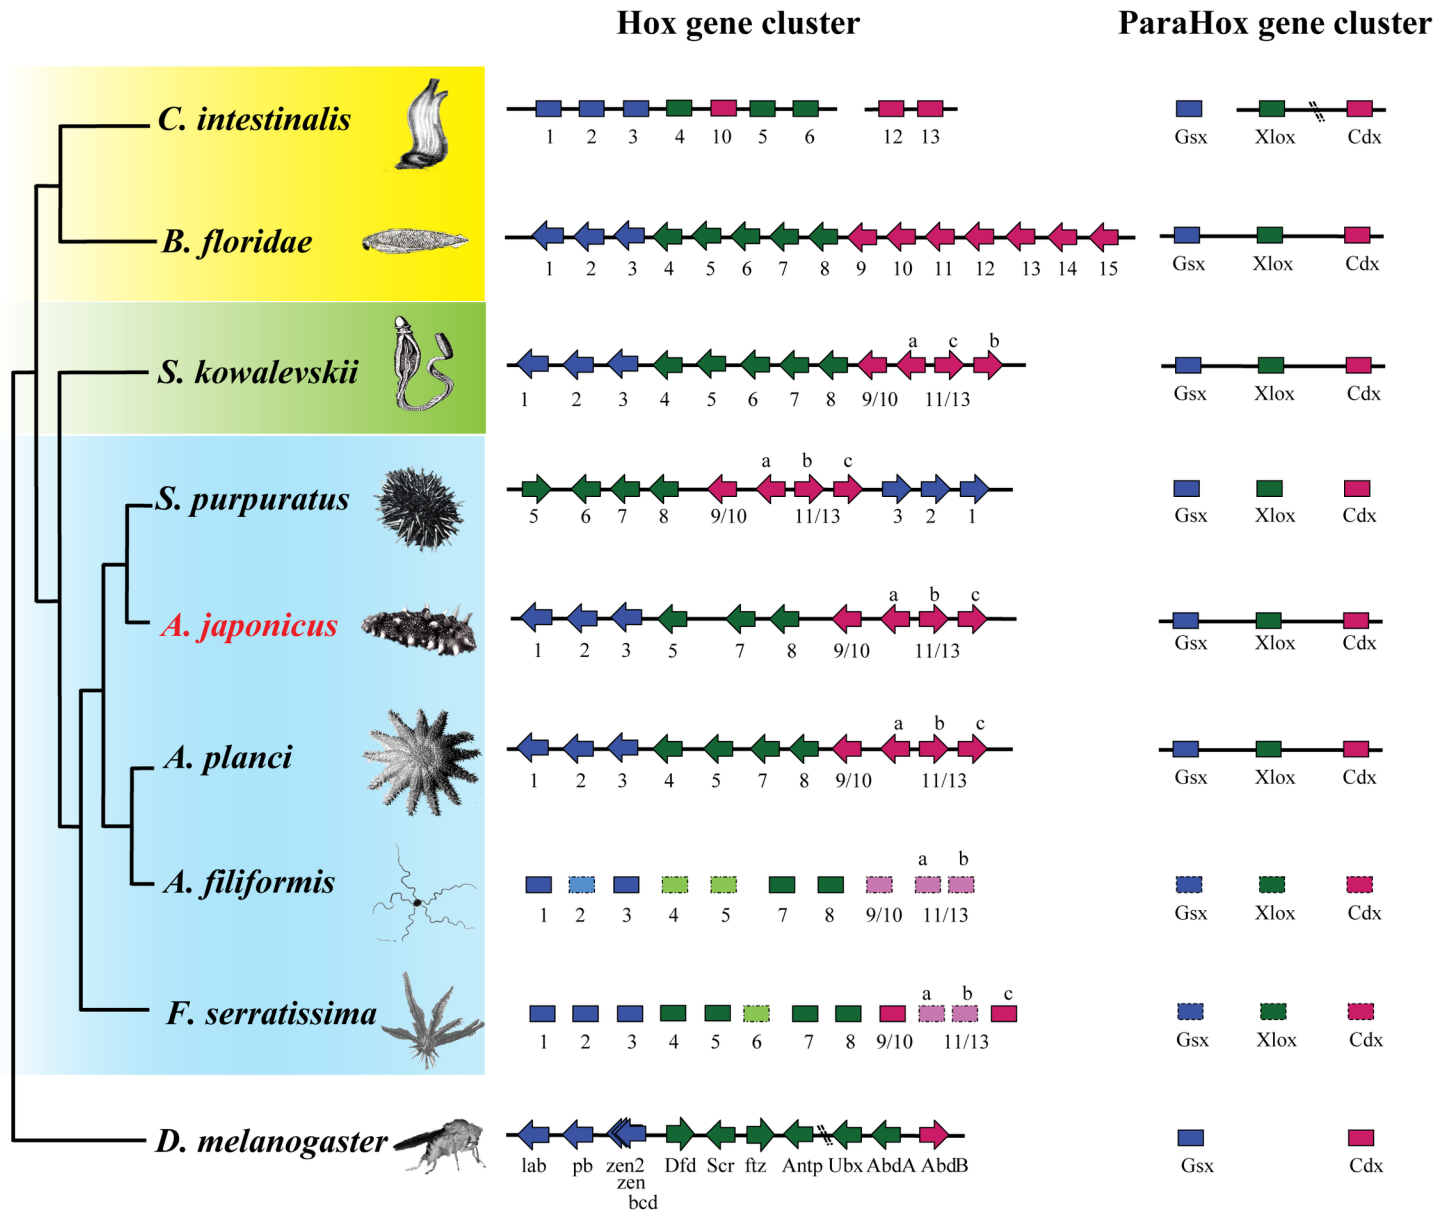 Hox gene cluster ParaHox gene cluster
C. intestinalis
1 2 3 4 10 5 6 12 13 Gsx Xlox Cdx
B. floridae
1 2 3 4 5 6 7 8 9 10 11 12 13 14 15 Gsx Xlox Cdx
a c b
S. kowalevskii
1 2 3 4 5 6 7 8 9/10 11/13 Gsx Xlox Cdx
a b c
S. purpuratus
5 6 7 8 9/10 11/13 3 2 1 Gsx Xlox Cdx
a b c
A. japonicus
1 2 3 5 7 8 9/10 11/13 Gsx Xlox Cdx
a b c
A. planci
1 2 3 4 5 7 8 9/10 11/13 Gsx Xlox Cdx
a b
A. filiformis
1 2 3 4 5 7 8 9/10 11/13 Gsx Xlox Cdx
a b c
F. serratissima
1 2 3 4 5 6 7 8 9/10 11/13 Gsx Xlox Cdx
D. melanogaster
lab pb zen2 Dfd Scr ftz Antp Ubx AbdA AbdB Gsx Cdx
zen
bcd